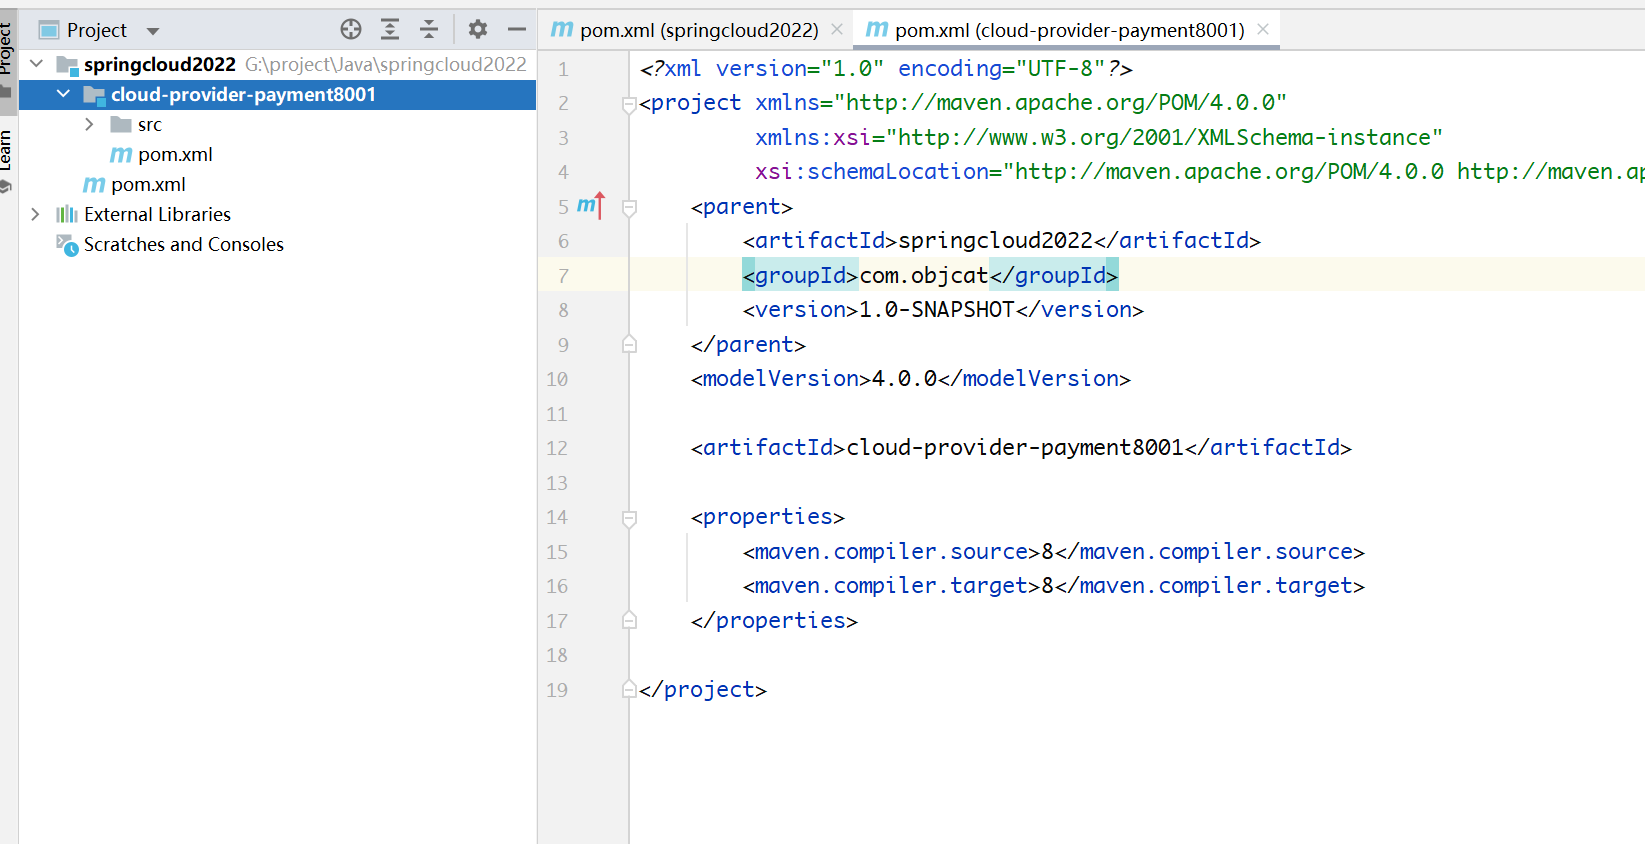 Project
Learn
Project
springcloud2022 G:\project\Java\springcloud2022
cloud-provider-payment8001
src
m pom.xml
m pom.xml
External Libraries
Scratches and Consoles
m pom.xml (springcloud2022) ×
m pom.xml (cloud-provider-payment8001) ×
1 <?xml version="1.0" encoding="UTF-8"?>
2 <project xmlns="http://maven.apache.org/POM/4.0.0"
3 xmlns:xsi="http://www.w3.org/2001/XMLSchema-instance"
4 xsi:schemaLocation="http://maven.apache.org/POM/4.0.0 http://maven.ap
5 m <parent>
6 <artifactId>springcloud2022</artifactId>
7 <groupId>com.objcat</groupId>
8 <version>1.0-SNAPSHOT</version>
9 </parent>
10 <modelVersion>4.0.0</modelVersion>
11
12 <artifactId>cloud-provider-payment8001</artifactId>
13
14 <properties>
15 <maven.compiler.source>8</maven.compiler.source>
16 <maven.compiler.target>8</maven.compiler.target>
17 </properties>
18
19 </project>